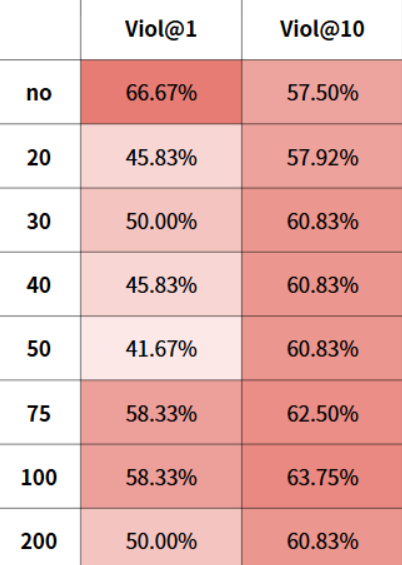 Viol@1 Viol@10
no 66.67% 57.50%
20 45.83% 57.92%
30 50.00% 60.83%
40 45.83% 60.83%
50 41.67% 60.83%
75 58.33% 62.50%
100 58.33% 63.75%
200 50.00% 60.83%